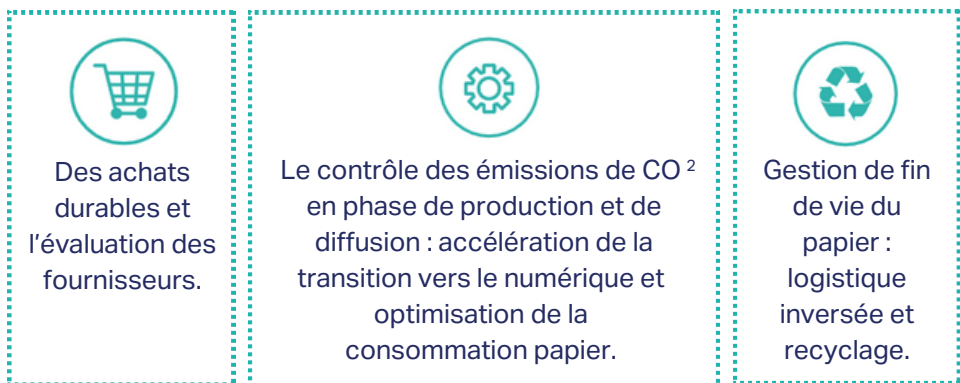 Des achats
durables et
l’évaluation des
fournisseurs.
Le contrôle des émissions de CO ²
en phase de production et de
diffusion : accélération de la
transition vers le numérique et
optimisation de la
consommation papier.
Gestion de fin
de vie du
papier :
logistique
inversée et
recyclage.